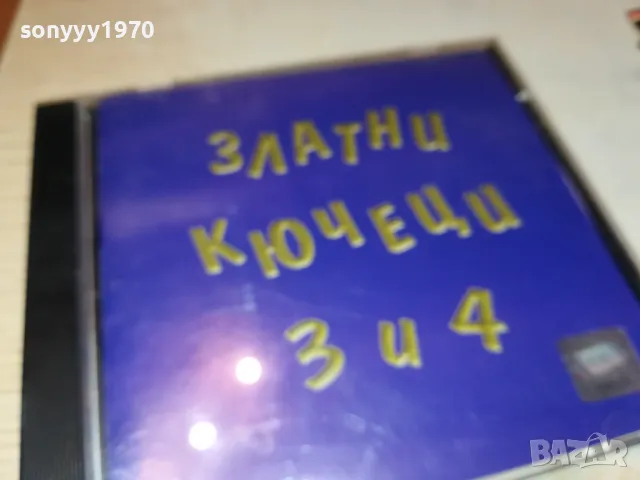 sonyyy1970
ЗЛАТНИ
КЮЧЕЦИ
3 и 4
BAZAR